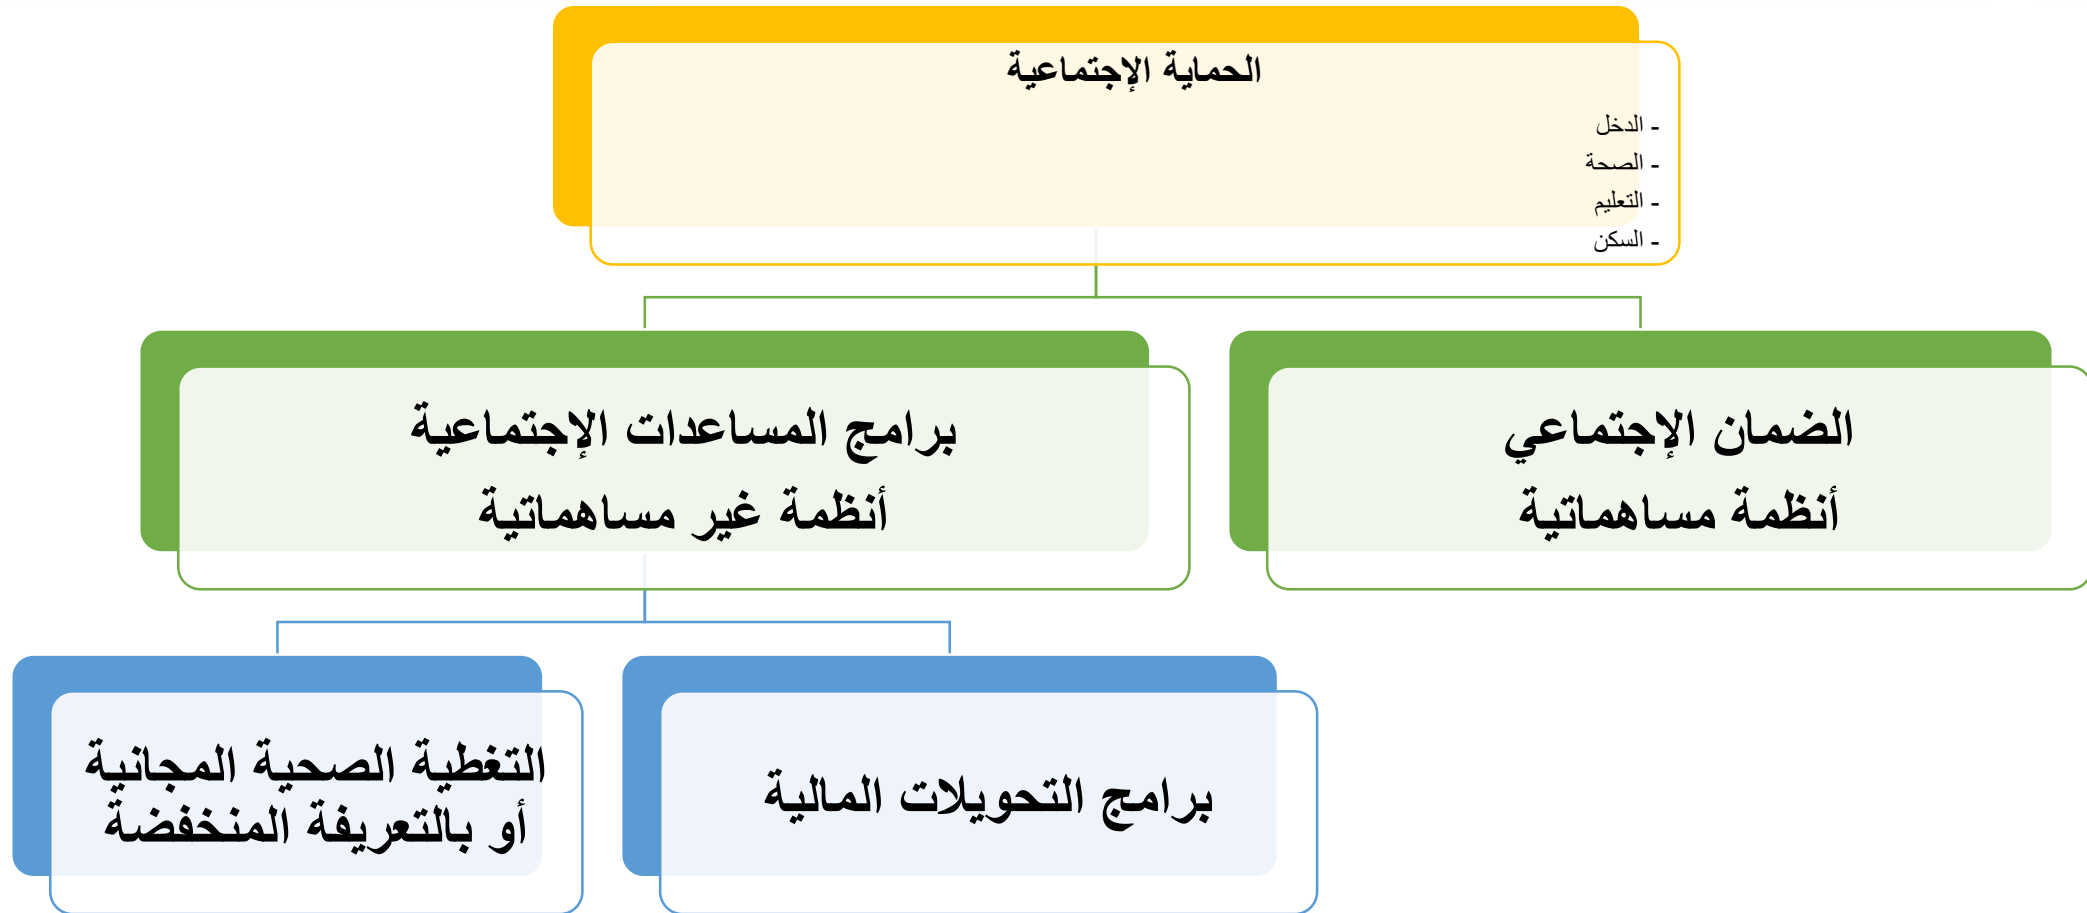 الحماية الإجتماعية
- الدخل
- الصحة
- التعليم
- السكن
الضمان الإجتماعي
أنظمة مساهماتية
برامج المساعدات الإجتماعية
أنظمة غير مساهماتية
برامج التحويلات المالية
التغطية الصحية المجانية
أو بالتعريفة المنخفضة